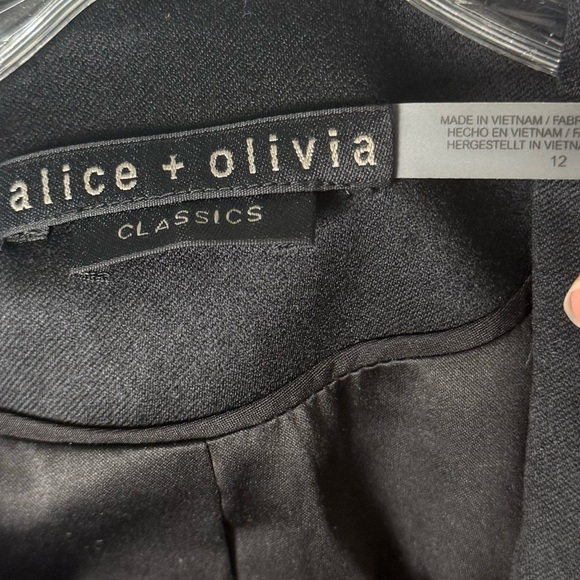 alice + olivia
CLASSICS
MADE IN VIETNAM / FABR
HECHO EN VIETNAM / F
HERGESTELLT IN VIETNA
12